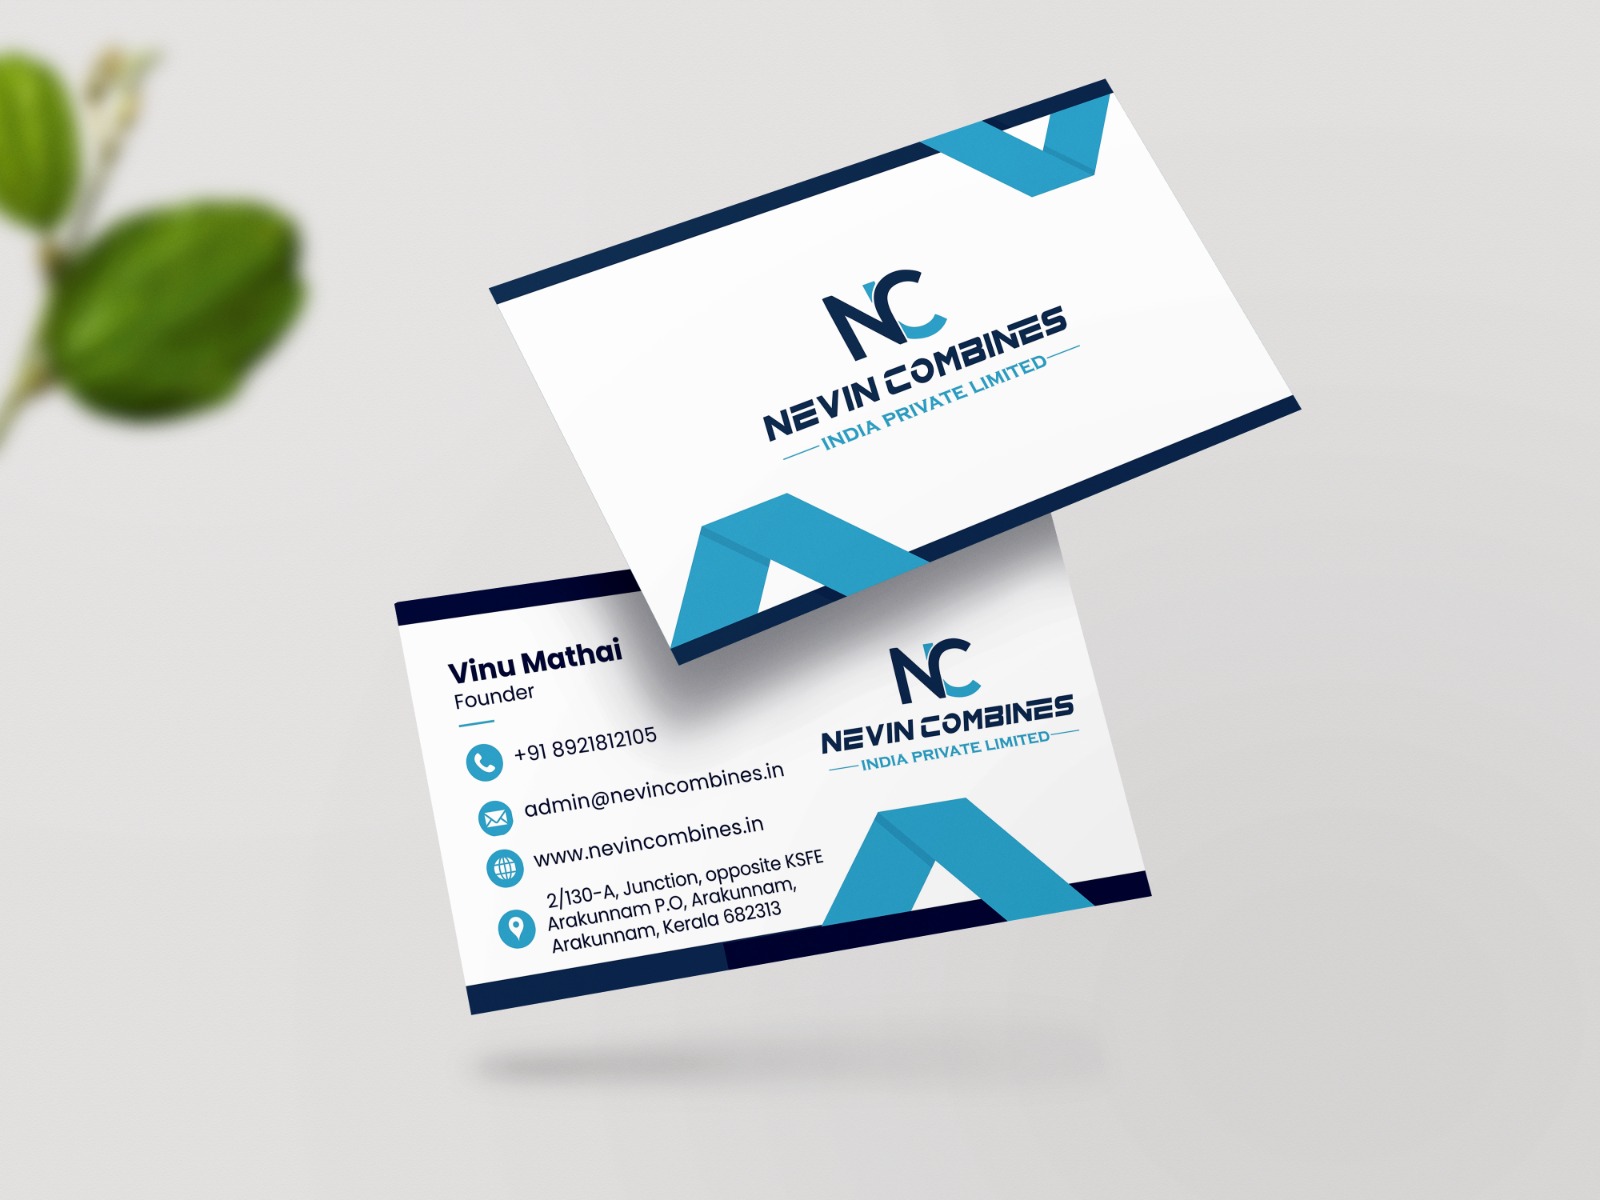 NC
NEVIN COMBINES
INDIA PRIVATE LIMITED
Vinu Mathai
Founder
+91 8921812105
admin@nevincombines.in
www.nevincombines.in
2/130-A, Junction, opposite KSFE
Arakunnam P.O, Arakunnam,
Arakunnam, Kerala 682313
NC
NEVIN COMBINES
INDIA PRIVATE LIMITED